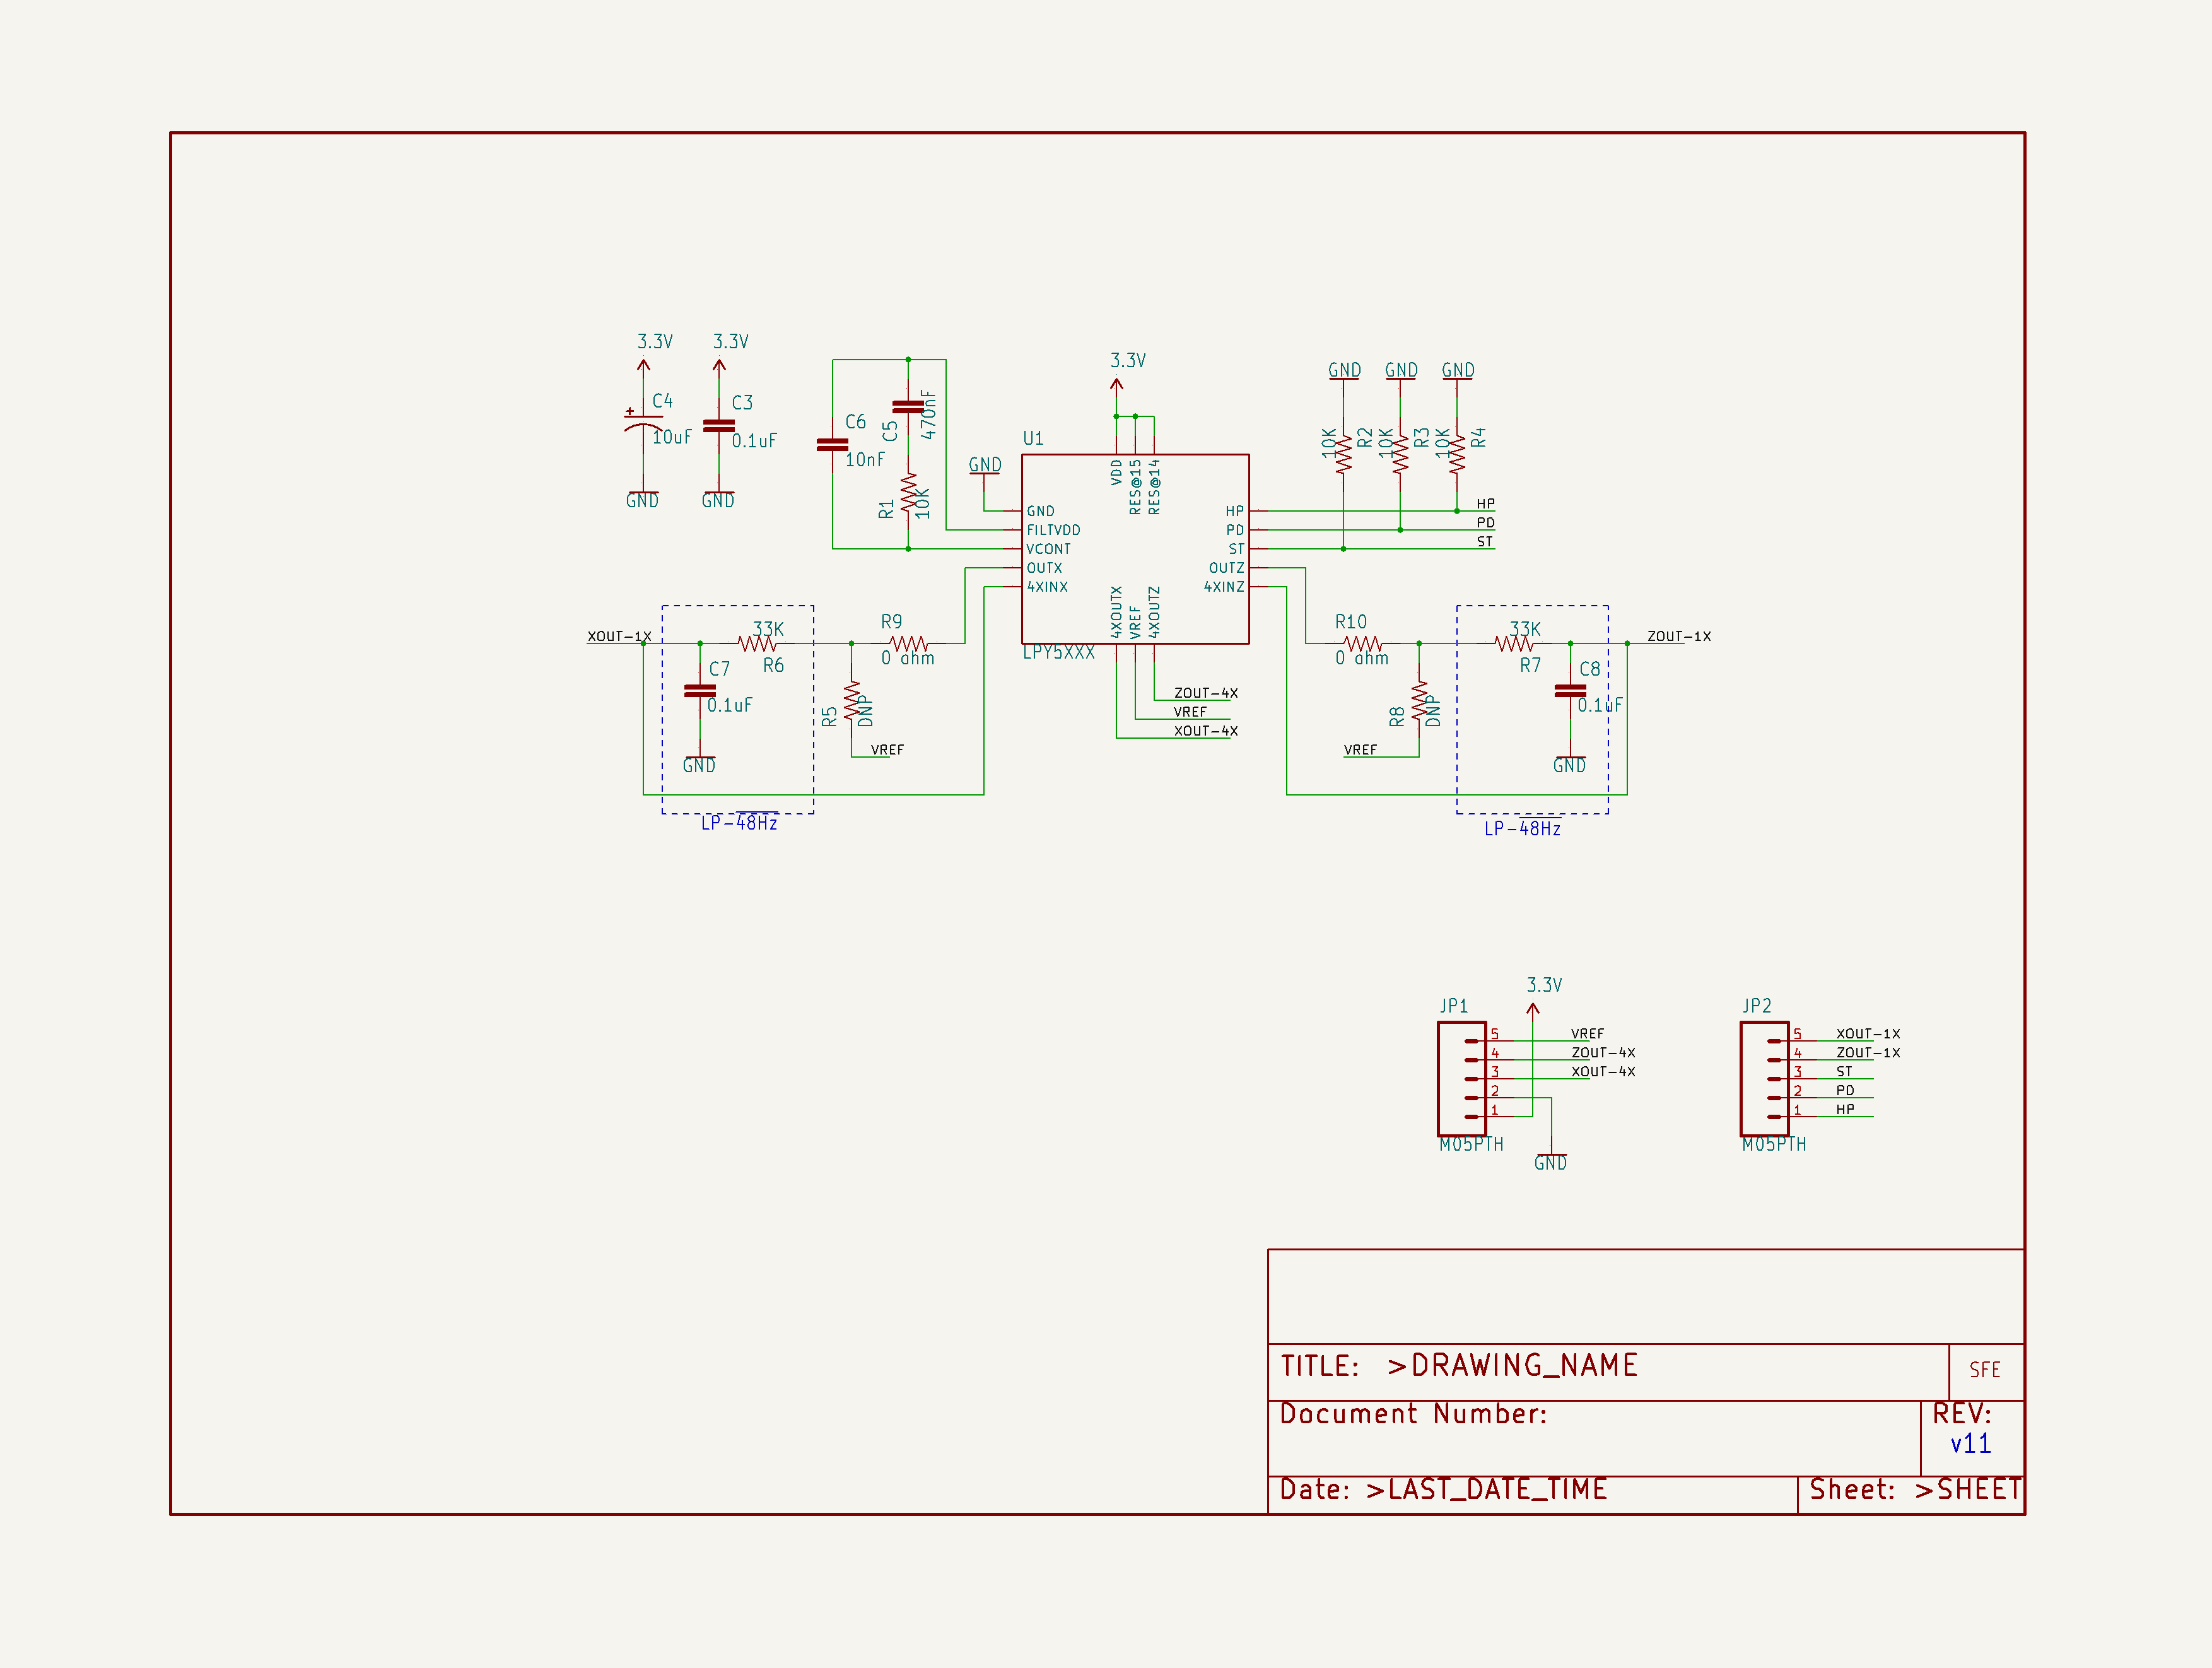 3.3V
3.3V
C4
10uF
GND
C3
0.1uF
GND
C6
10nF
C5
470nF
R1
10K
GND
3.3V
U1
VDD
RES@15
RES@14
GND
FILTVDD
VCONT
OUTX
4XINX
HP
PD
ST
OUTZ
4XINZ
4XOUTX
VREF
4XOUTZ
LPY5XXX
GND
GND
GND
10K
R2
10K
R3
10K
R4
HP
PD
ST
XOUT-1X
33K
R6
C7
0.1uF
GND
LP-48Hz
R9
0 ohm
R5
DNP
VREF
ZOUT-4X
VREF
XOUT-4X
R10
0 ohm
R8
DNP
VREF
33K
R7
C8
0.1uF
GND
ZOUT-1X
LP-48Hz
3.3V
JP1
5
4
3
2
1
VREF
ZOUT-4X
XOUT-4X
M05PTH
GND
JP2
5
4
3
2
1
XOUT-1X
ZOUT-1X
ST
PD
HP
M05PTH
TITLE: >DRAWING_NAME
SFE
Document Number:
REV:
v11
Date: >LAST_DATE_TIME
Sheet: >SHEET